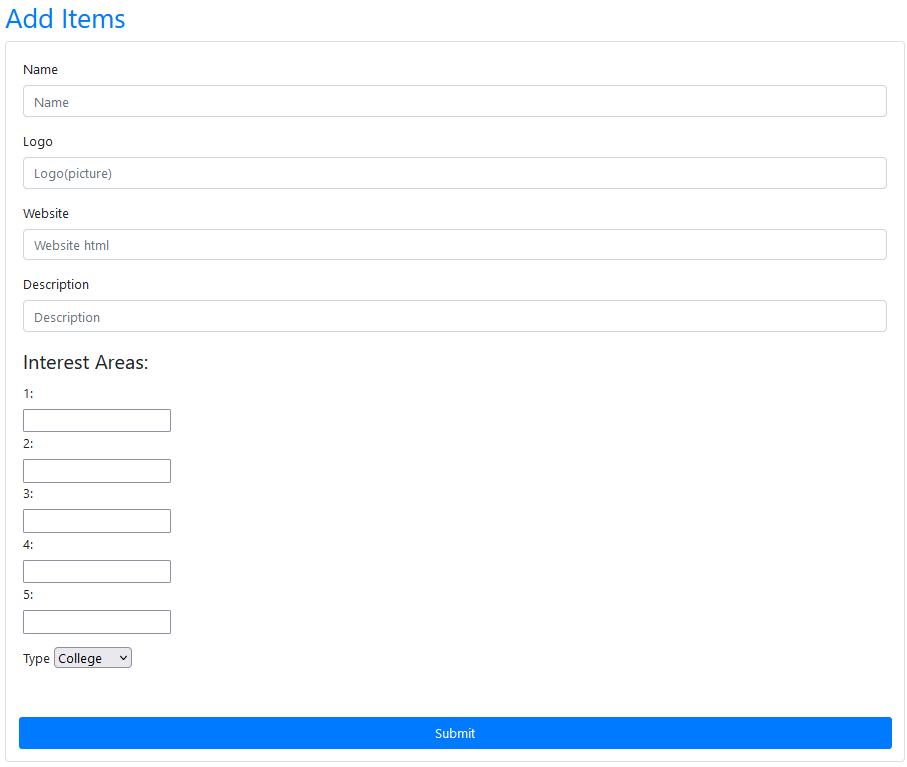 Add Items
Name
Name
Logo
Logo(picture)
Website
Website html
Description
Description
Interest Areas:
1:
2:
3:
4:
5:
Type College
Submit